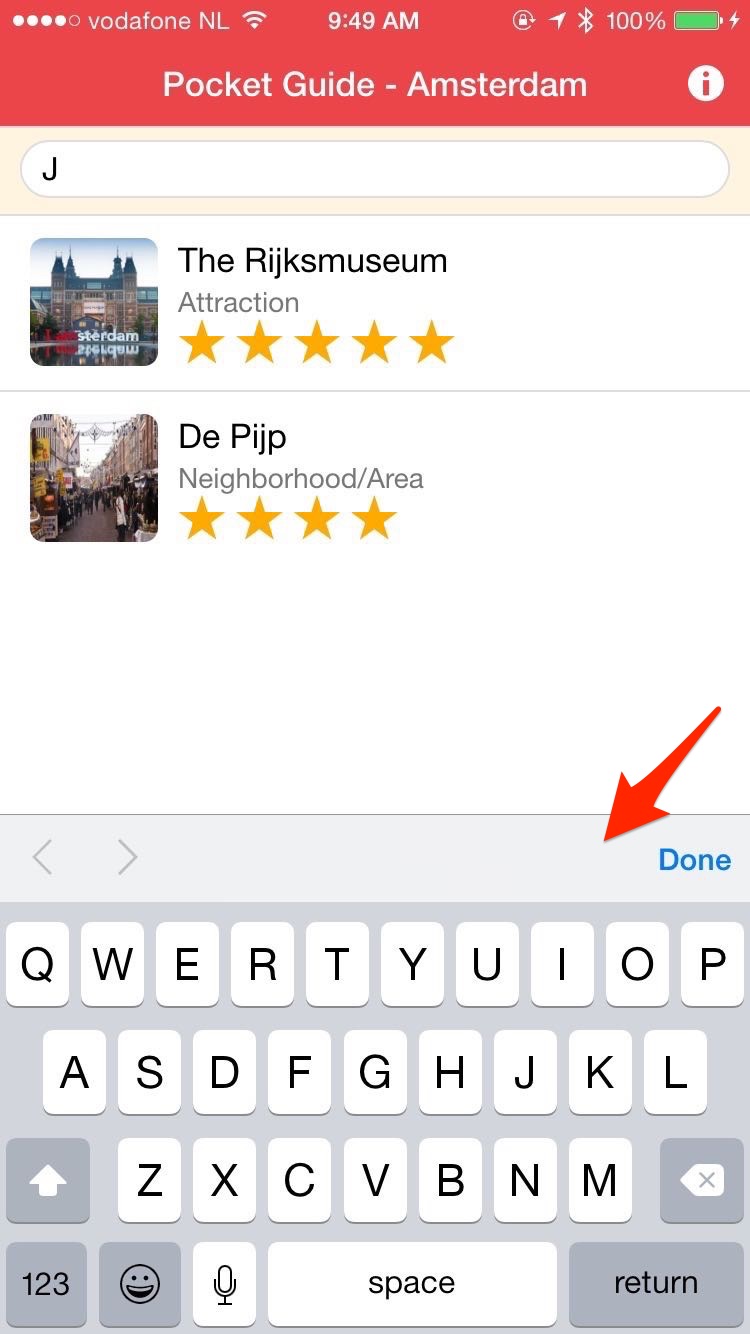 vodafone NL 9:49 AM 100%
Pocket Guide - Amsterdam
J
The Rijksmuseum
Attraction
I amsterdam
De Pijp
Neighborhood/Area
Done
Q W E R T Y U I O P
A S D F G H J K L
Z X C V B N M
123 space return